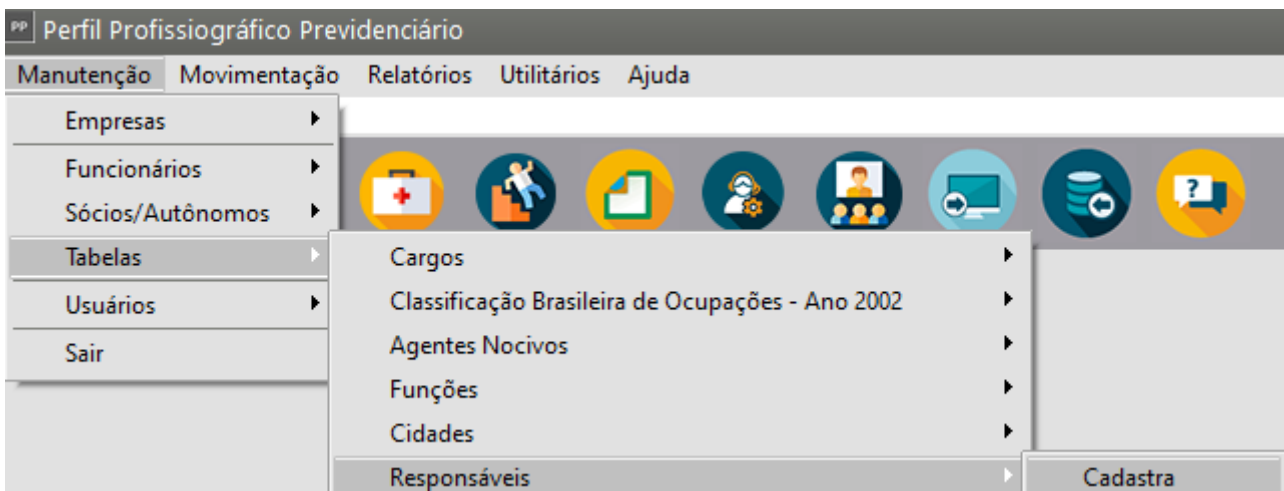 PP Perfil Profissiográfico Previdenciário
Manutenção Movimentação Relatórios Utilitários Ajuda
Empresas
Funcionários
Sócios/Autônomos
?
Tabelas
Cargos
Usuários
Classificação Brasileira de Ocupações - Ano 2002
Sair
Agentes Nocivos
Funções
Cidades
Responsáveis
Cadastra